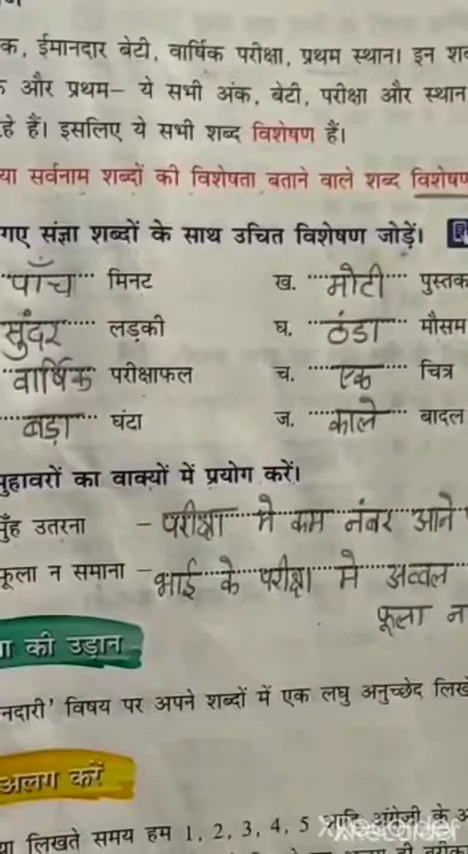 क, ईमानदार बेटी, वार्षिक परीक्षा, प्रथम स्थान। इन
और प्रथम– ये सभी अंक, बेटी, परीक्षा और स्थान
हे हैं। इसलिए ये सभी शब्द विशेषण हैं।
या सर्वनाम शब्दों की विशेषता बताने वाले शब्द विशेषण
गए संज्ञा शब्दों के साथ उचित विशेषण जोड़ें।
पाँच मिनट ख. मोटी पुस्तक
सुंदर लड़की घ. ठंडा मौसम
वार्षिक परीक्षाफल च. एक चित्र
बड़ा घंटा ज. काले बादल
मुहावरों का वाक्यों में प्रयोग करें।
मुँह उतरना – परीक्षा मे कम नंबर आने
फूला न समाना – भाई के परीक्षा मे अव्वल
फूला न
की उड़ान
नदारी' विषय पर अपने शब्दों में एक लघु अनुच्छेद
अलग करें
या लिखते समय हम 1, 2, 3, 4, 5 आदि अंग्रेजी के
XRecorder